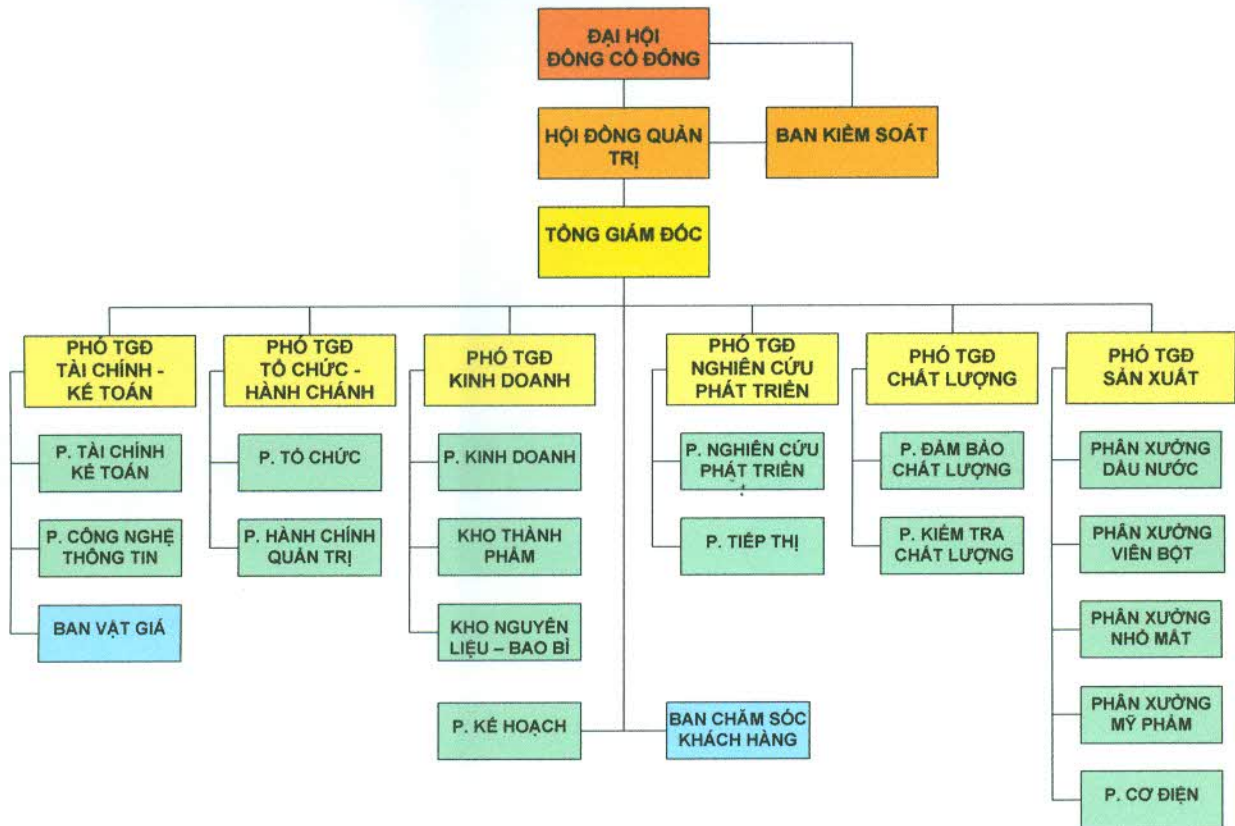 ĐẠI HỘI
ĐỒNG CỔ ĐÔNG
HỘI ĐỒNG QUẢN
TRỊ
BAN KIỂM SOÁT
TỔNG GIÁM ĐỐC
PHÓ TGĐ
TÀI CHÍNH -
KẾ TOÁN
PHÓ TGĐ
TỔ CHỨC -
HÀNH CHÁNH
PHÓ TGĐ
KINH DOANH
PHÓ TGĐ
NGHIÊN CỨU
PHÁT TRIỂN
PHÓ TGĐ
CHẤT LƯỢNG
PHÓ TGĐ
SẢN XUẤT
P. TÀI CHÍNH
KẾ TOÁN
P. TỔ CHỨC
P. KINH DOANH
P. NGHIÊN CỨU
PHÁT TRIỂN
P. ĐẢM BẢO
CHẤT LƯỢNG
PHÂN XƯỞNG
DẦU NƯỚC
P. CÔNG NGHỆ
THÔNG TIN
P. HÀNH CHÍNH
QUẢN TRỊ
KHO THÀNH
PHẨM
P. TIẾP THỊ
P. KIỂM TRA
CHẤT LƯỢNG
PHÂN XƯỞNG
VIÊN BỘT
BAN VẬT GIÁ
KHO NGUYÊN
LIỆU – BAO BÌ
PHÂN XƯỞNG
NHỎ MẮT
P. KẾ HOẠCH
BAN CHĂM SÓC
KHÁCH HÀNG
PHÂN XƯỞNG
MỸ PHẨM
P. CƠ ĐIỆN